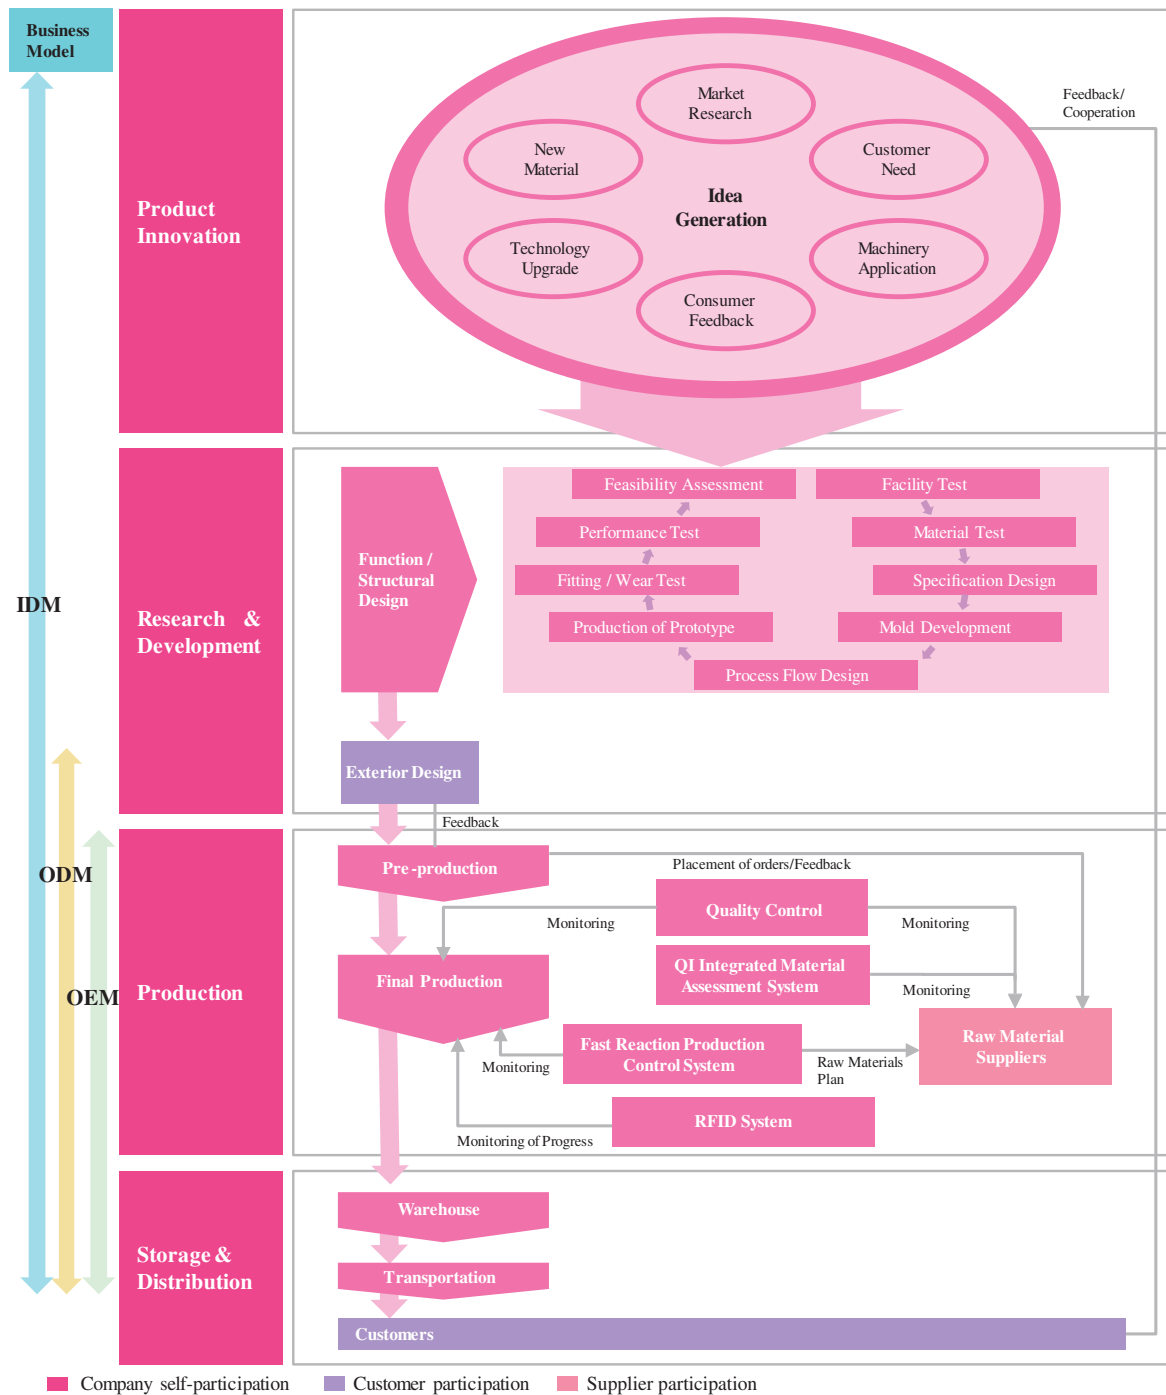 Business
Model
IDM
ODM
OEM
Product
Innovation
Market
Research
New
Material
Customer
Need
Idea
Generation
Technology
Upgrade
Machinery
Application
Consumer
Feedback
Feedback/
Cooperation
Research &
Development
Function /
Structural
Design
Feasibility Assessment
Facility Test
Performance Test
Material Test
Fitting / Wear Test
Specification Design
Production of Prototype
Mold Development
Process Flow Design
Exterior Design
Feedback
Production
Pre-production
Placement of orders/Feedback
Quality Control
Monitoring
Monitoring
Final Production
QI Integrated Material
Assessment System
Monitoring
Fast Reaction Production
Control System
Monitoring
Raw Materials
Plan
Raw Material
Suppliers
RFID System
Monitoring of Progress
Storage &
Distribution
Warehouse
Transportation
Customers
Company self-participation
Customer participation
Supplier participation